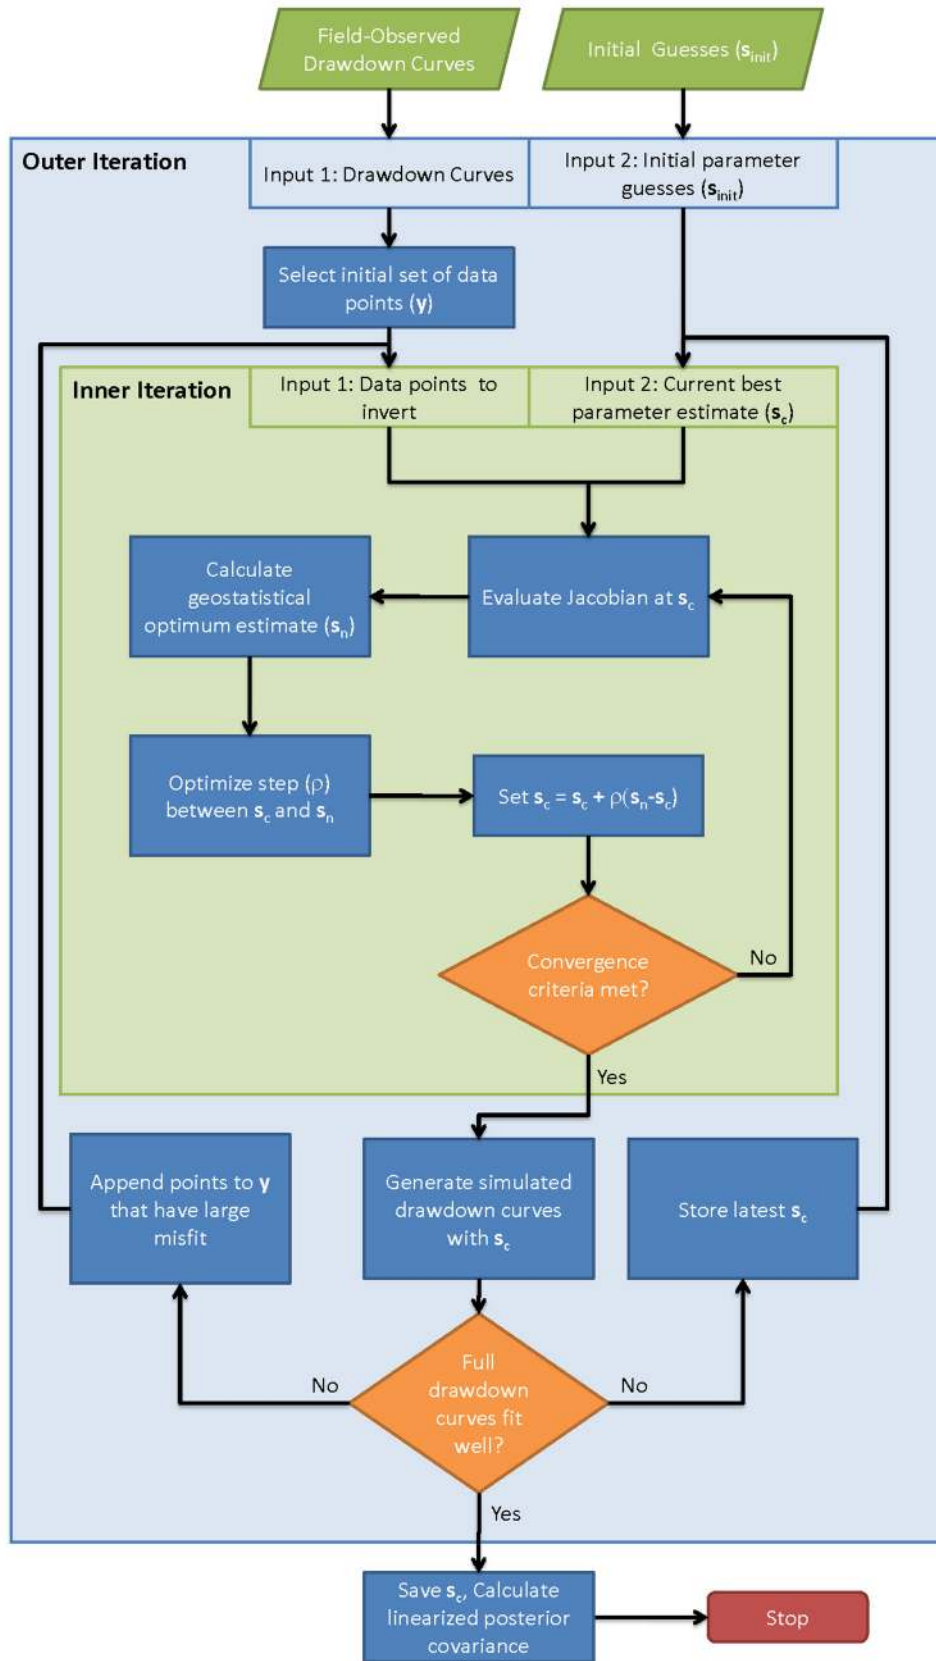 Field-Observed
Drawdown Curves
Initial Guesses (s_init)
Outer Iteration
Input 1: Drawdown Curves
Input 2: Initial parameter
guesses (s_init)
Select initial set of data
points (y)
Inner Iteration
Input 1: Data points to
invert
Input 2: Current best
parameter estimate (s_c)
Calculate
geostatistical
optimum estimate (s_n)
Evaluate Jacobian at s_c
Optimize step (ρ)
between s_c and s_n
Set s_c = s_c + ρ(s_n-s_c)
Convergence
criteria met?
No
Yes
Append points to y
that have large
misfit
Generate simulated
drawdown curves
with s_c
Store latest s_c
Full
drawdown
curves fit
well?
No
No
Yes
Save s_c, Calculate
linearized posterior
covariance
Stop